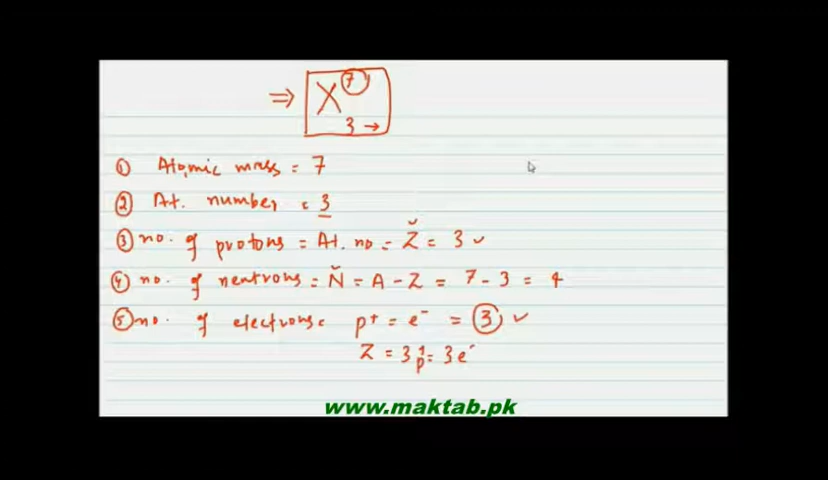 ⇒ X 7
3 →
① Atomic mass = 7
② At. number = 3
③ no. of protons = At. no = Z = 3 ✓
④ no. of neutrons = N = A - Z = 7 - 3 = 4
⑤ no. of electrons = p+ = e- = 3 ✓
Z = 3 p+ = 3 e-
www.maktab.pk